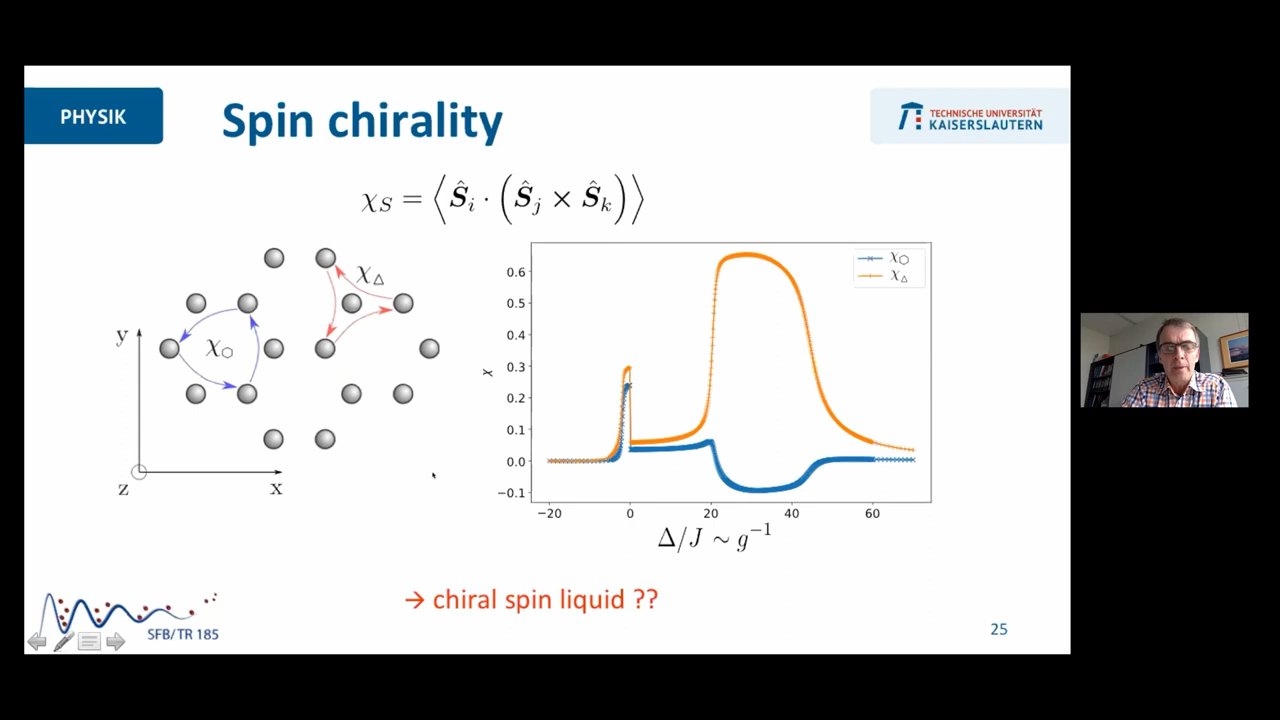 PHYSIK
Spin chirality
TECHNISCHE UNIVERSITÄT
KAISERSLAUTERN
χ_S = ⟨Ŝ_i · (Ŝ_j × Ŝ_k)⟩
χ_△
χ_⬡
y
z
x
χ_⬡
χ_△
χ
0.6
0.5
0.4
0.3
0.2
0.1
0.0
−0.1
−20 0 20 40 60
Δ/J ∼ g⁻¹
→ chiral spin liquid ??
SFB/TR 185
25